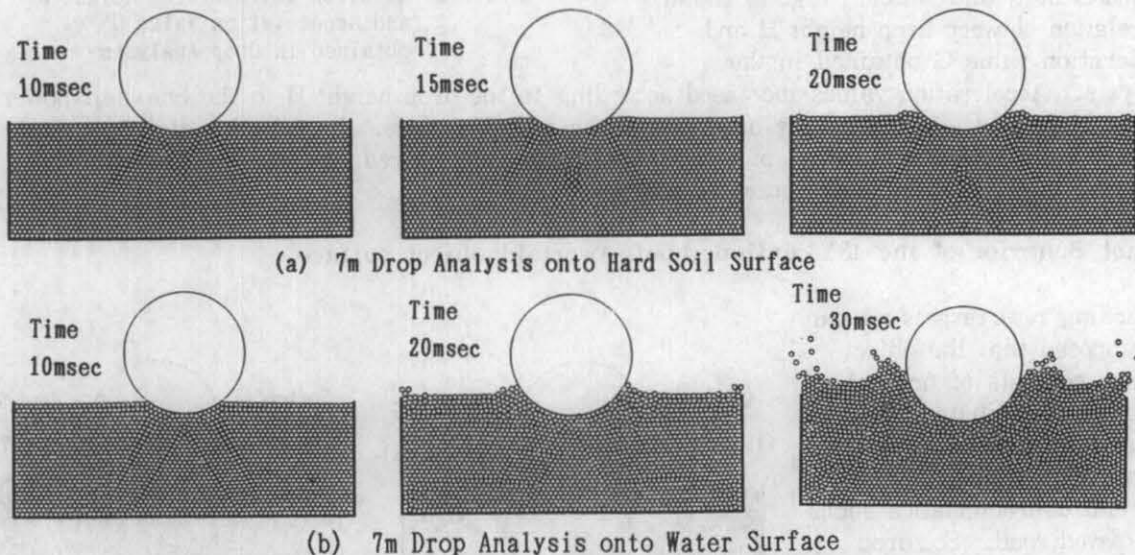 Time
10msec
Time
15msec
Time
20msec
(a) 7m Drop Analysis onto Hard Soil Surface
Time
10msec
Time
20msec
Time
30msec
(b) 7m Drop Analysis onto Water Surface